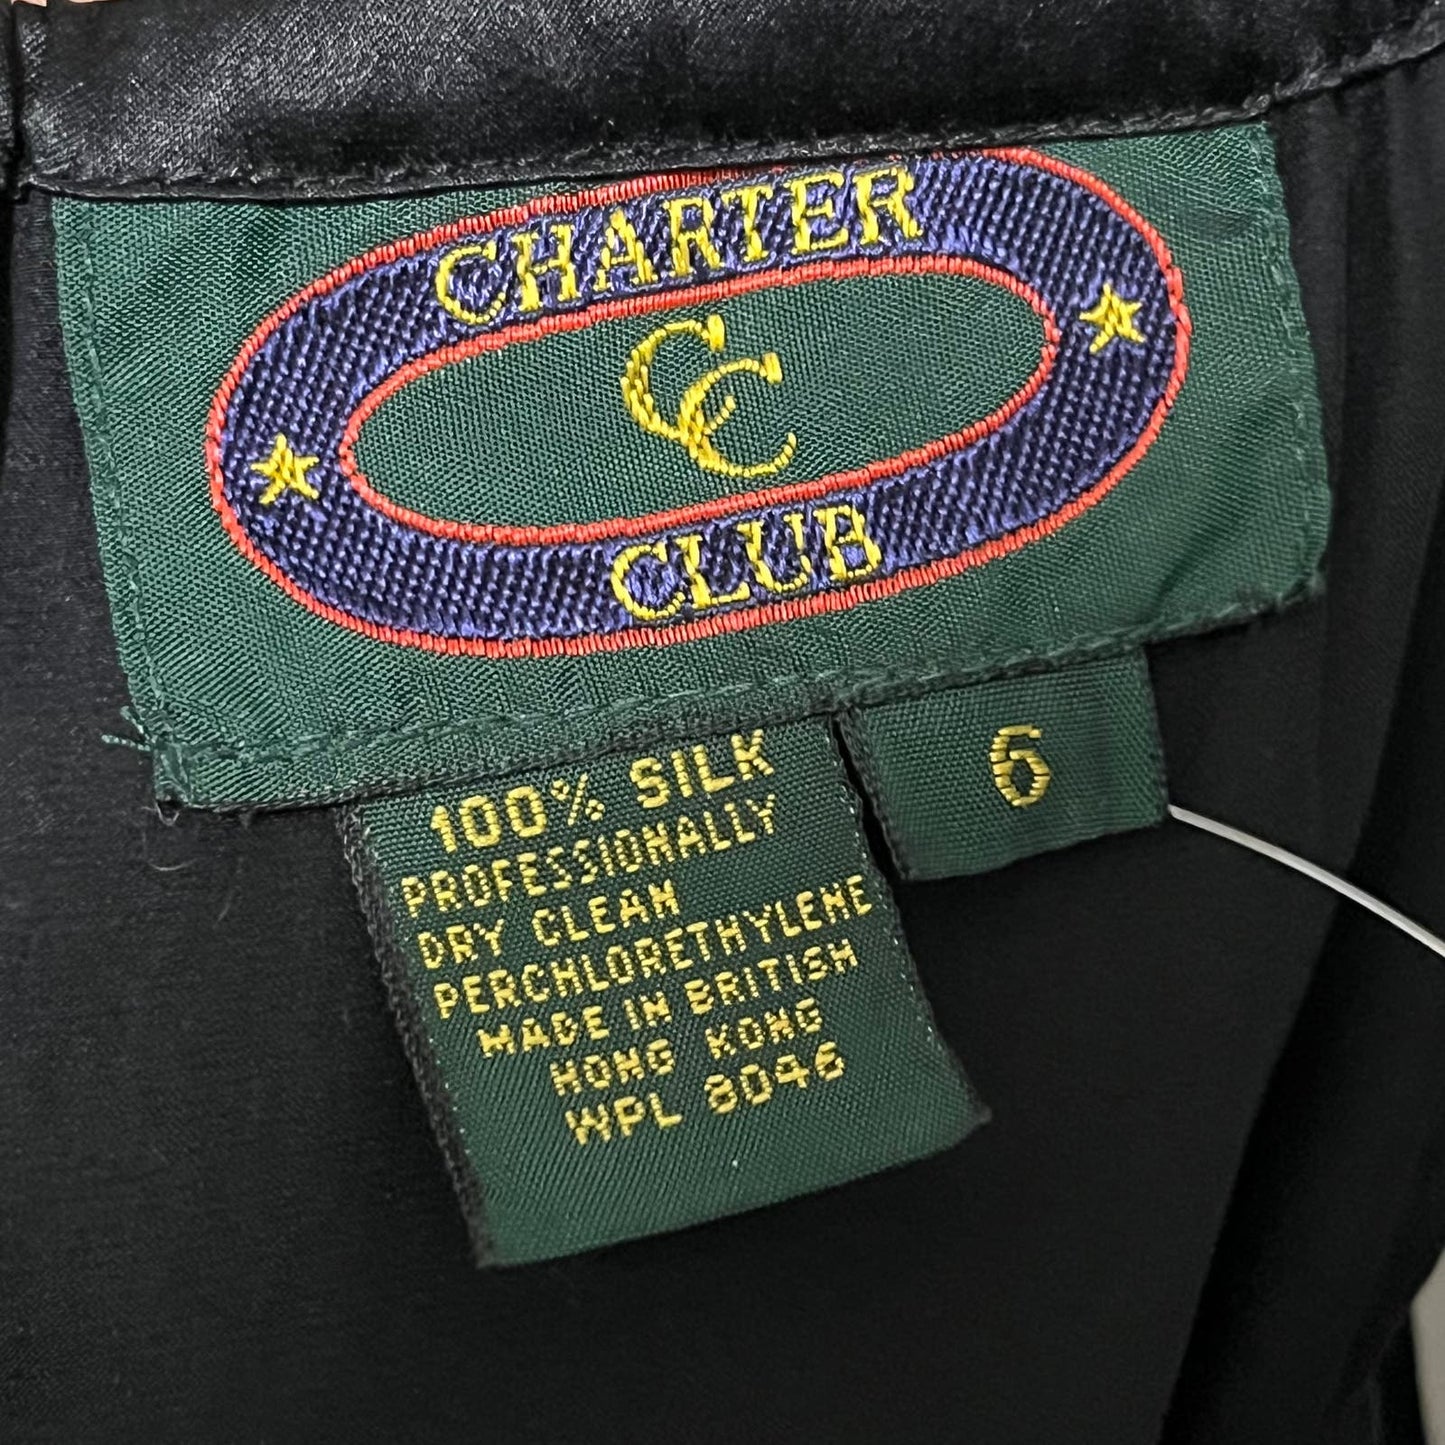 CHARTER
CC
CLUB
6
100% SILK
PROFESSIONALLY
DRY CLEAN
PERCHLORETHYLENE
MADE IN BRITISH
HONG KONG
WPL 8046